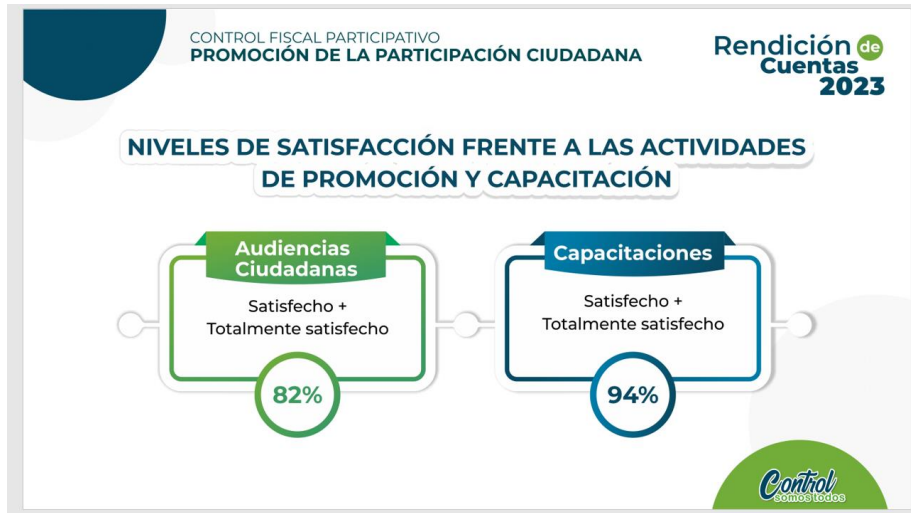 CONTROL FISCAL PARTICIPATIVO
PROMOCIÓN DE LA PARTICIPACIÓN CIUDADANA
Rendición de
Cuentas
2023
NIVELES DE SATISFACCIÓN FRENTE A LAS ACTIVIDADES
DE PROMOCIÓN Y CAPACITACIÓN
Audiencias
Ciudadanas
Satisfecho +
Totalmente satisfecho
82%
Capacitaciones
Satisfecho +
Totalmente satisfecho
94%
Control
somos todos